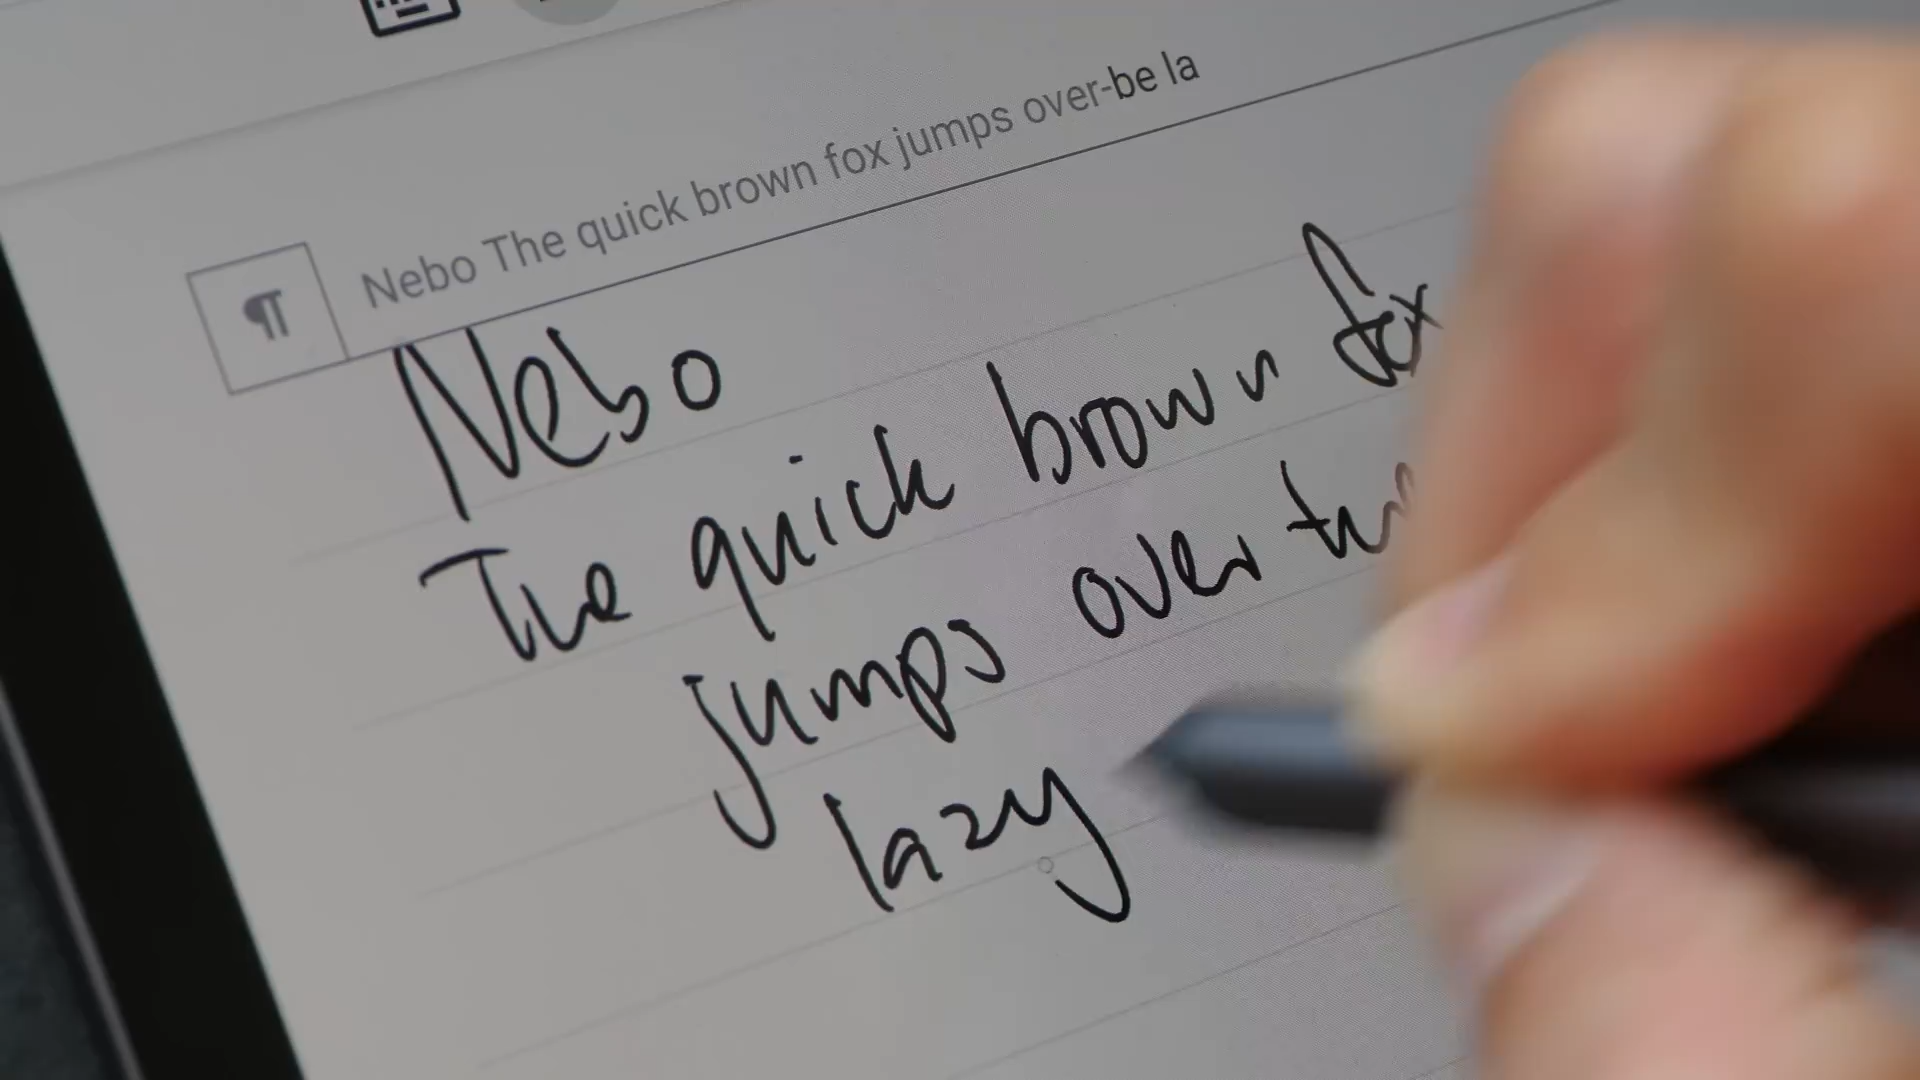 Nebo The quick brown fox jumps over-be la
Nebo
The quick brown fox
jumps over
lazy